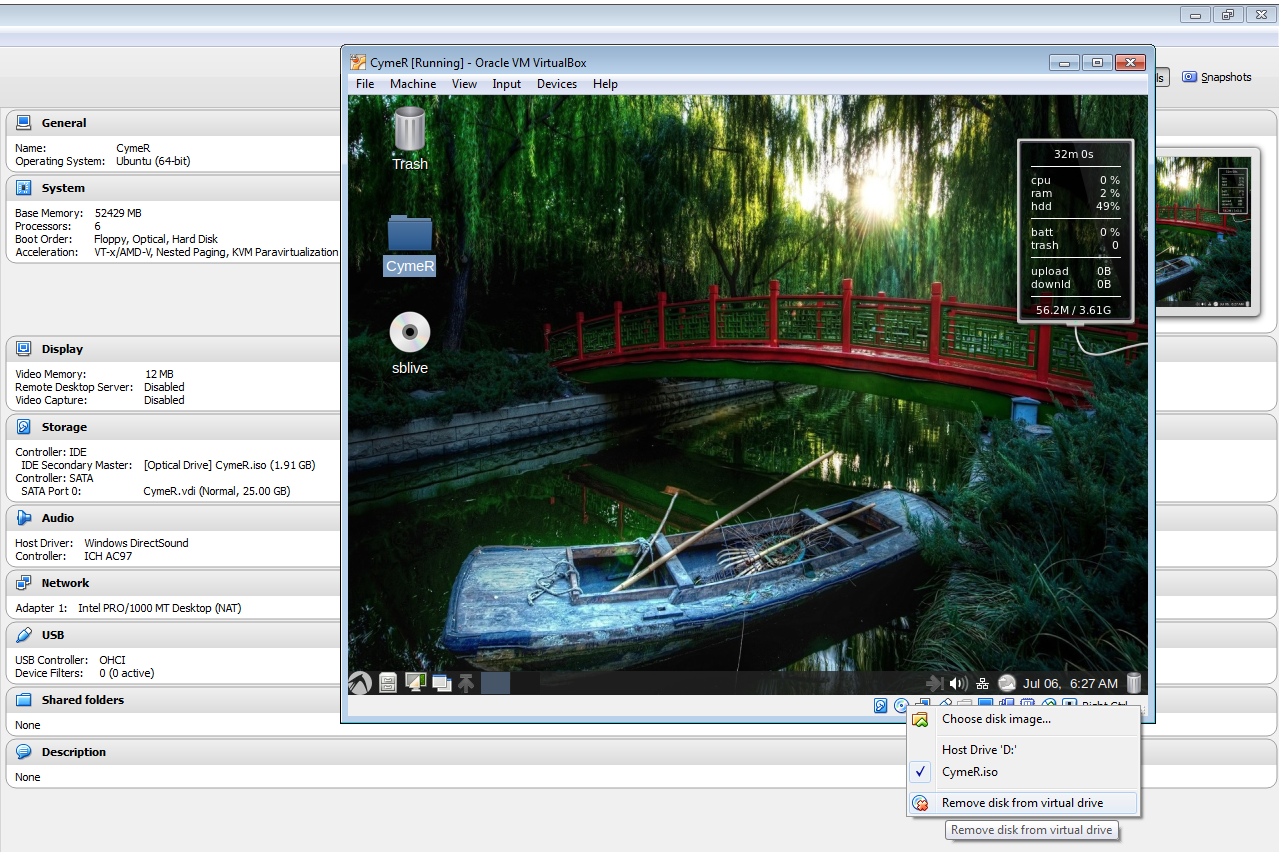 CymeR [Running] - Oracle VM VirtualBox
File Machine View Input Devices Help
Snapshots
General
Name: CymeR
Operating System: Ubuntu (64-bit)
System
Base Memory: 52429 MB
Processors: 6
Boot Order: Floppy, Optical, Hard Disk
Acceleration: VT-x/AMD-V, Nested Paging, KVM Paravirtualization
Display
Video Memory: 12 MB
Remote Desktop Server: Disabled
Video Capture: Disabled
Storage
Controller: IDE
IDE Secondary Master: [Optical Drive] CymeR.iso (1.91 GB)
Controller: SATA
SATA Port 0: CymeR.vdi (Normal, 25.00 GB)
Audio
Host Driver: Windows DirectSound
Controller: ICH AC97
Network
Adapter 1: Intel PRO/1000 MT Desktop (NAT)
USB
USB Controller: OHCI
Device Filters: 0 (0 active)
Shared folders
None
Description
None
Trash
CymeR
sblive
32m 0s
cpu 0 %
ram 2 %
hdd 49%
batt 0 %
trash 0
upload 0B
downld 0B
56.2M / 3.61G
Jul 06, 6:27 AM
Right Ctrl
Choose disk image...
Host Drive 'D:'
CymeR.iso
Remove disk from virtual drive
Remove disk from virtual drive